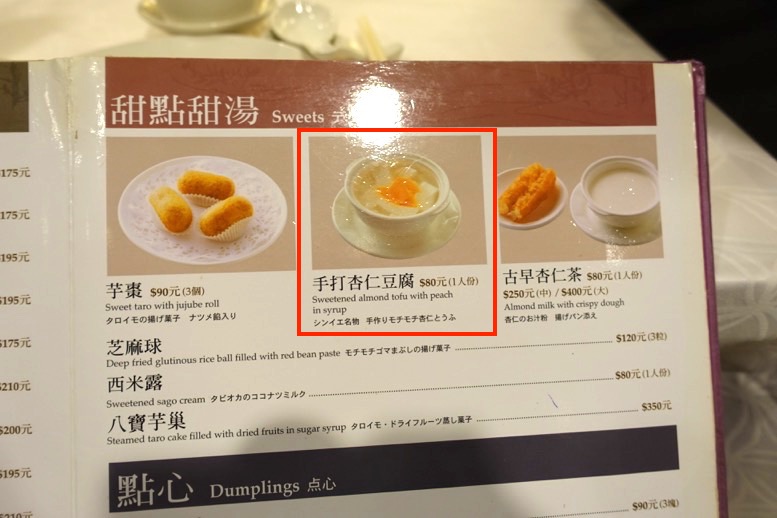 甜點甜湯 Sweets
$175元
$175元
$195元
$195元
$175元
$210元
$200元
$195元
$210元
芋棗 $90元(3個)
Sweet taro with jujube roll
タロイモの揚げ菓子 ナツメ餡入り
手打杏仁豆腐 $80元(1人份)
Sweetened almond tofu with peach
in syrup
シンイエ名物 手作りモチモチ杏仁とうふ
古早杏仁茶 $80元(1人份)
$250元(中) / $400元(大)
Almond milk with crispy dough
杏仁のお汁粉 揚げパン添え
芝麻球 $120元(3粒)
Deep fried glutinous rice ball filled with red bean paste モチモチゴマまぶしの揚げ菓子
西米露 $80元(1人份)
Sweetened sago cream タピオカのココナツミルク
八寶芋巢 $350元
Steamed taro cake filled with dried fruits in sugar syrup タロイモ・ドライフルーツ蒸し菓子
點心 Dumplings 点心
$90元(3塊)